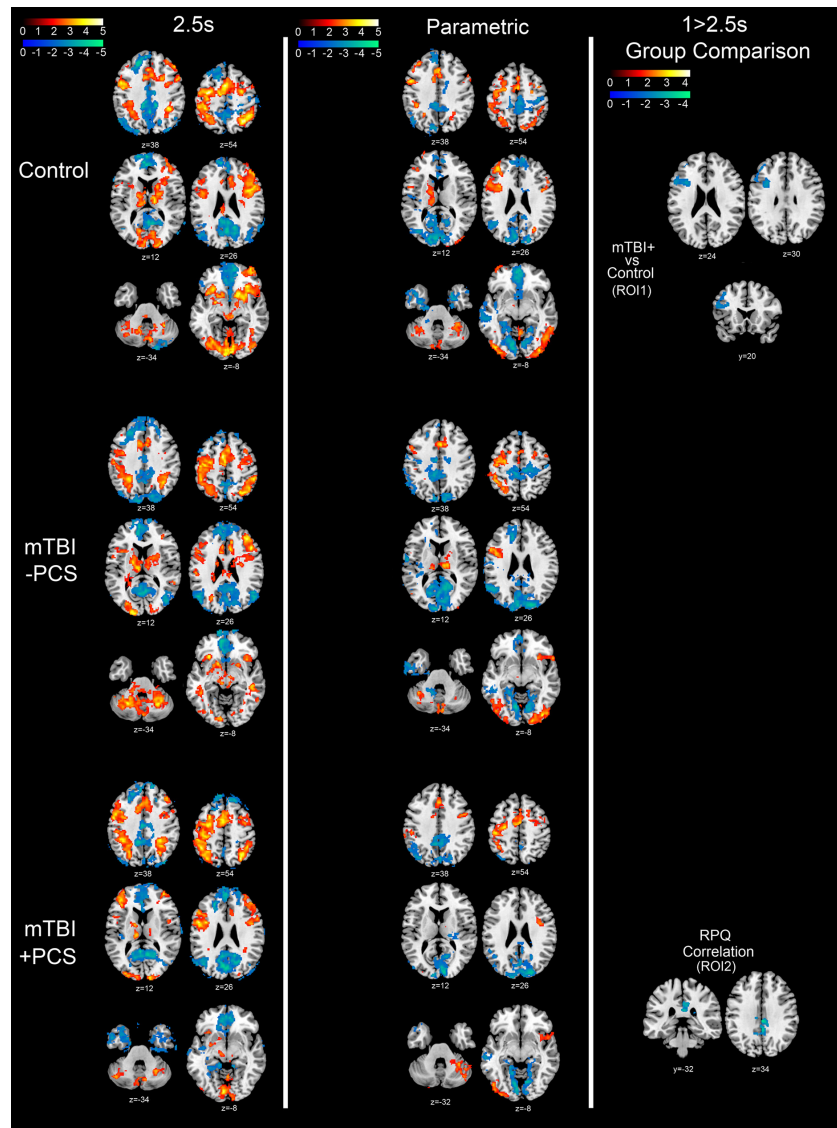 2.5s
0 1 2 3 4 5
0 -1 -2 -3 -4 -5
Parametric
0 1 2 3 4 5
0 -1 -2 -3 -4 -5
1>2.5s
Group Comparison
0 1 2 3 4
0 -1 -2 -3 -4
Control
z=38 z=54
z=12 z=26
z=-34 z=-8
z=38 z=54
z=12 z=26
z=-34 z=-8
mTBI+
vs
Control
(ROI1)
z=24 z=30
y=20
mTBI
-PCS
z=38 z=54
z=12 z=26
z=-34 z=-8
z=38 z=54
z=12 z=26
z=-34 z=-8
mTBI
+PCS
z=38 z=54
z=12 z=26
z=-34 z=-8
z=38 z=54
z=12 z=26
z=-32 z=-8
RPQ
Correlation
(ROI2)
y=-32 z=34